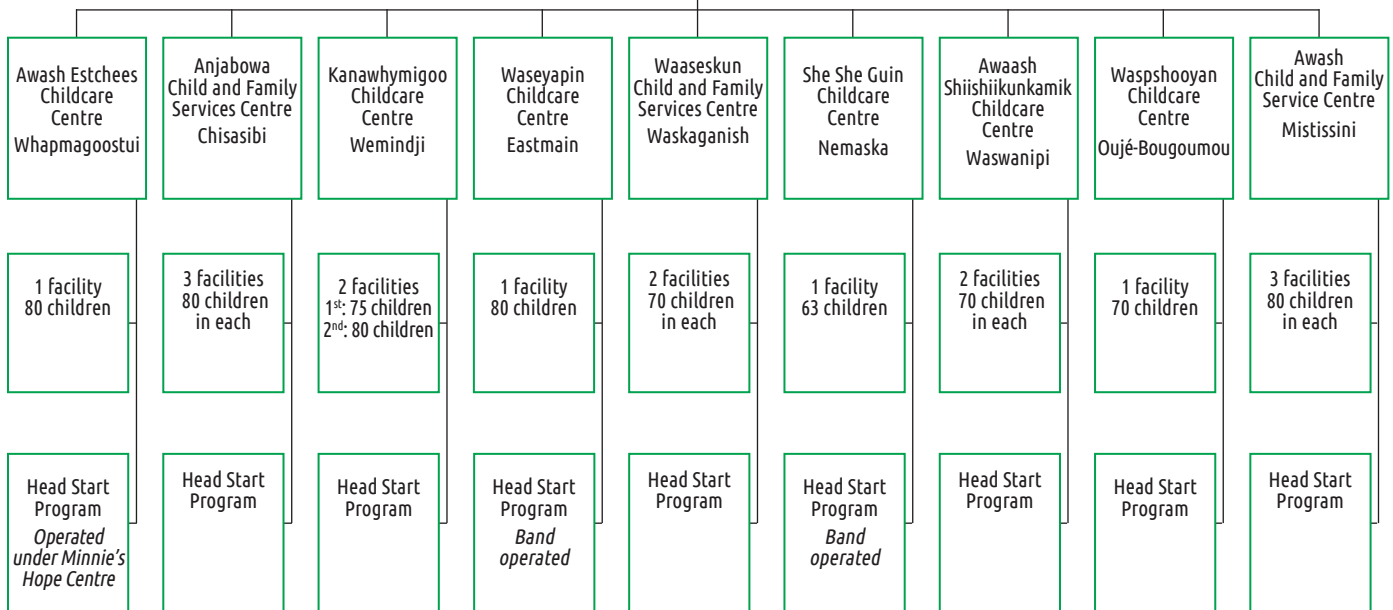 Awash Estchees
Childcare
Centre
Whapmagoostui
Anjabowa
Child and Family
Services Centre
Chisasibi
Kanawhymigoo
Childcare
Centre
Wemindji
Waseyapin
Childcare
Centre
Eastmain
Waaseskun
Child and Family
Services Centre
Waskaganish
She She Guin
Childcare
Centre
Nemaska
Awaash
Shiishiikunkamik
Childcare
Centre
Waswanipi
Waspshooyan
Childcare
Centre
Oujé-Bougoumou
Awash
Child and Family
Service Centre
Mistissini
1 facility
80 children
3 facilities
80 children
in each
2 facilities
1st: 75 children
2nd: 80 children
1 facility
80 children
2 facilities
70 children
in each
1 facility
63 children
2 facilities
70 children
in each
1 facility
70 children
3 facilities
80 children
in each
Head Start
Program
Operated
under Minnie's
Hope Centre
Head Start
Program
Head Start
Program
Head Start
Program
Band
operated
Head Start
Program
Head Start
Program
Band
operated
Head Start
Program
Head Start
Program
Head Start
Program